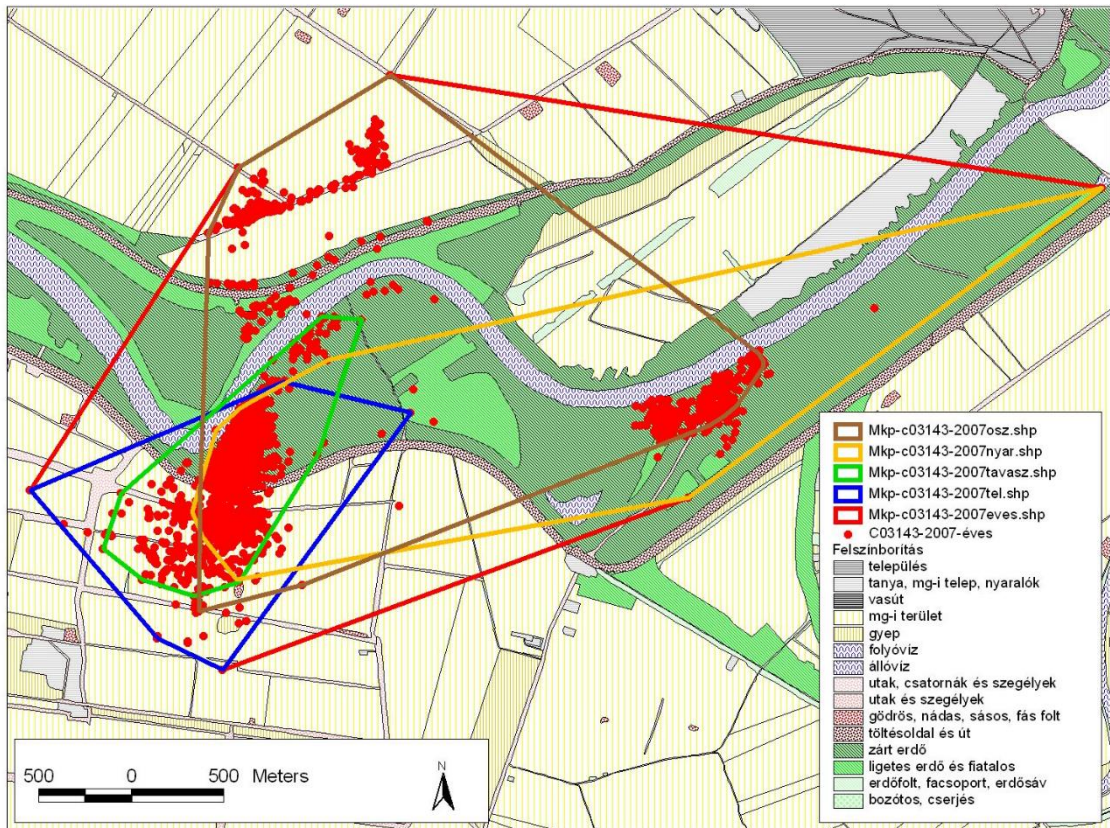 Mkp-c03143-2007osz.shp
Mkp-c03143-2007nyar.shp
Mkp-c03143-2007tavasz.shp
Mkp-c03143-2007tel.shp
Mkp-c03143-2007eves.shp
C03143-2007-éves
Felszínborítás
település
tanya, mg-i telep, nyaralók
vasút
mg-i terület
gyep
folyóvíz
állóvíz
utak, csatornák és szegélyek
utak és szegélyek
gödrös, nádas, sásos, fás folt
töltésoldal és út
zárt erdő
ligetes erdő és fiatalos
erdőfolt, facsoport, erdősáv
bozótos, cserjés
500 0 500 Meters
N